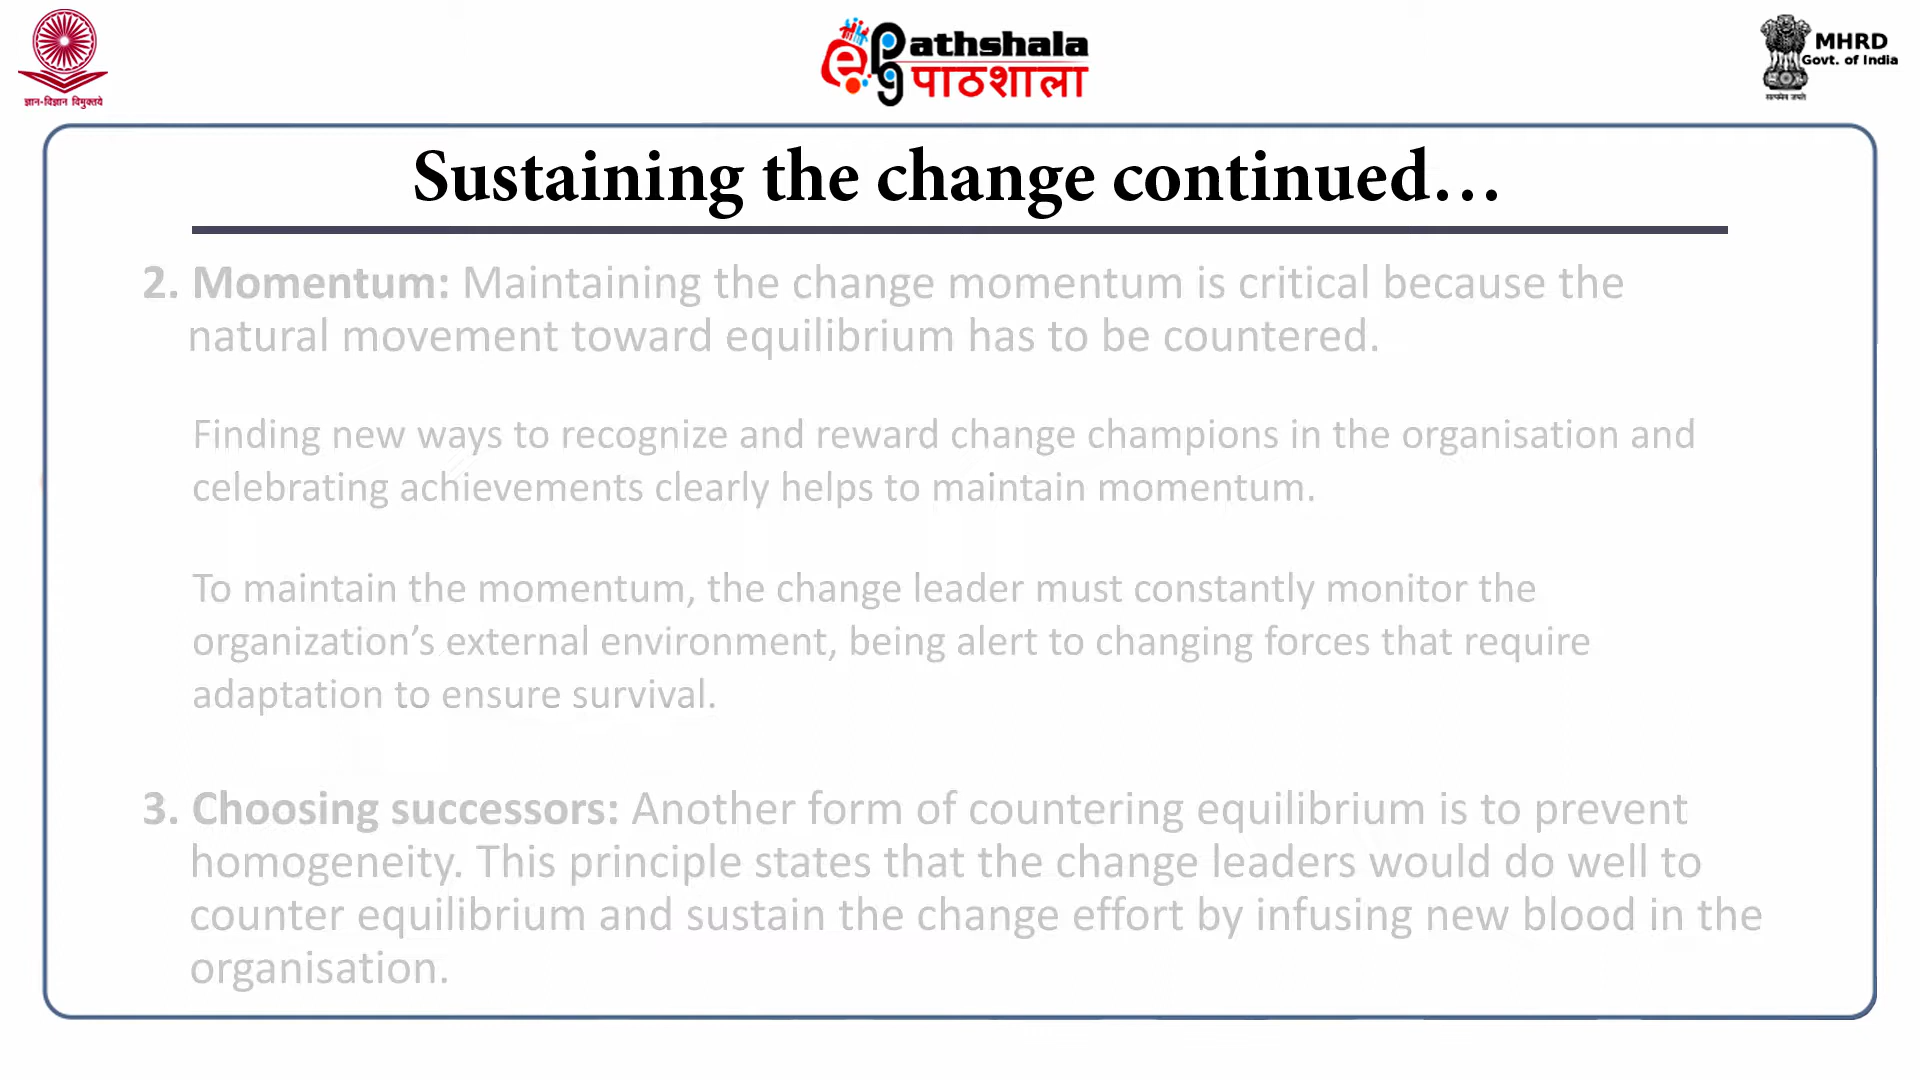 ज्ञान-विज्ञान विमुक्तये
ePG Pathshala
पाठशाला
MHRD
Govt. of India
सत्यमेव जयते
Sustaining the change continued...
2. Momentum: Maintaining the change momentum is critical because the
natural movement toward equilibrium has to be countered.
Finding new ways to recognize and reward change champions in the organisation and
celebrating achievements clearly helps to maintain momentum.
To maintain the momentum, the change leader must constantly monitor the
organization’s external environment, being alert to changing forces that require
adaptation to ensure survival.
3. Choosing successors: Another form of countering equilibrium is to prevent
homogeneity. This principle states that the change leaders would do well to
counter equilibrium and sustain the change effort by infusing new blood in the
organisation.